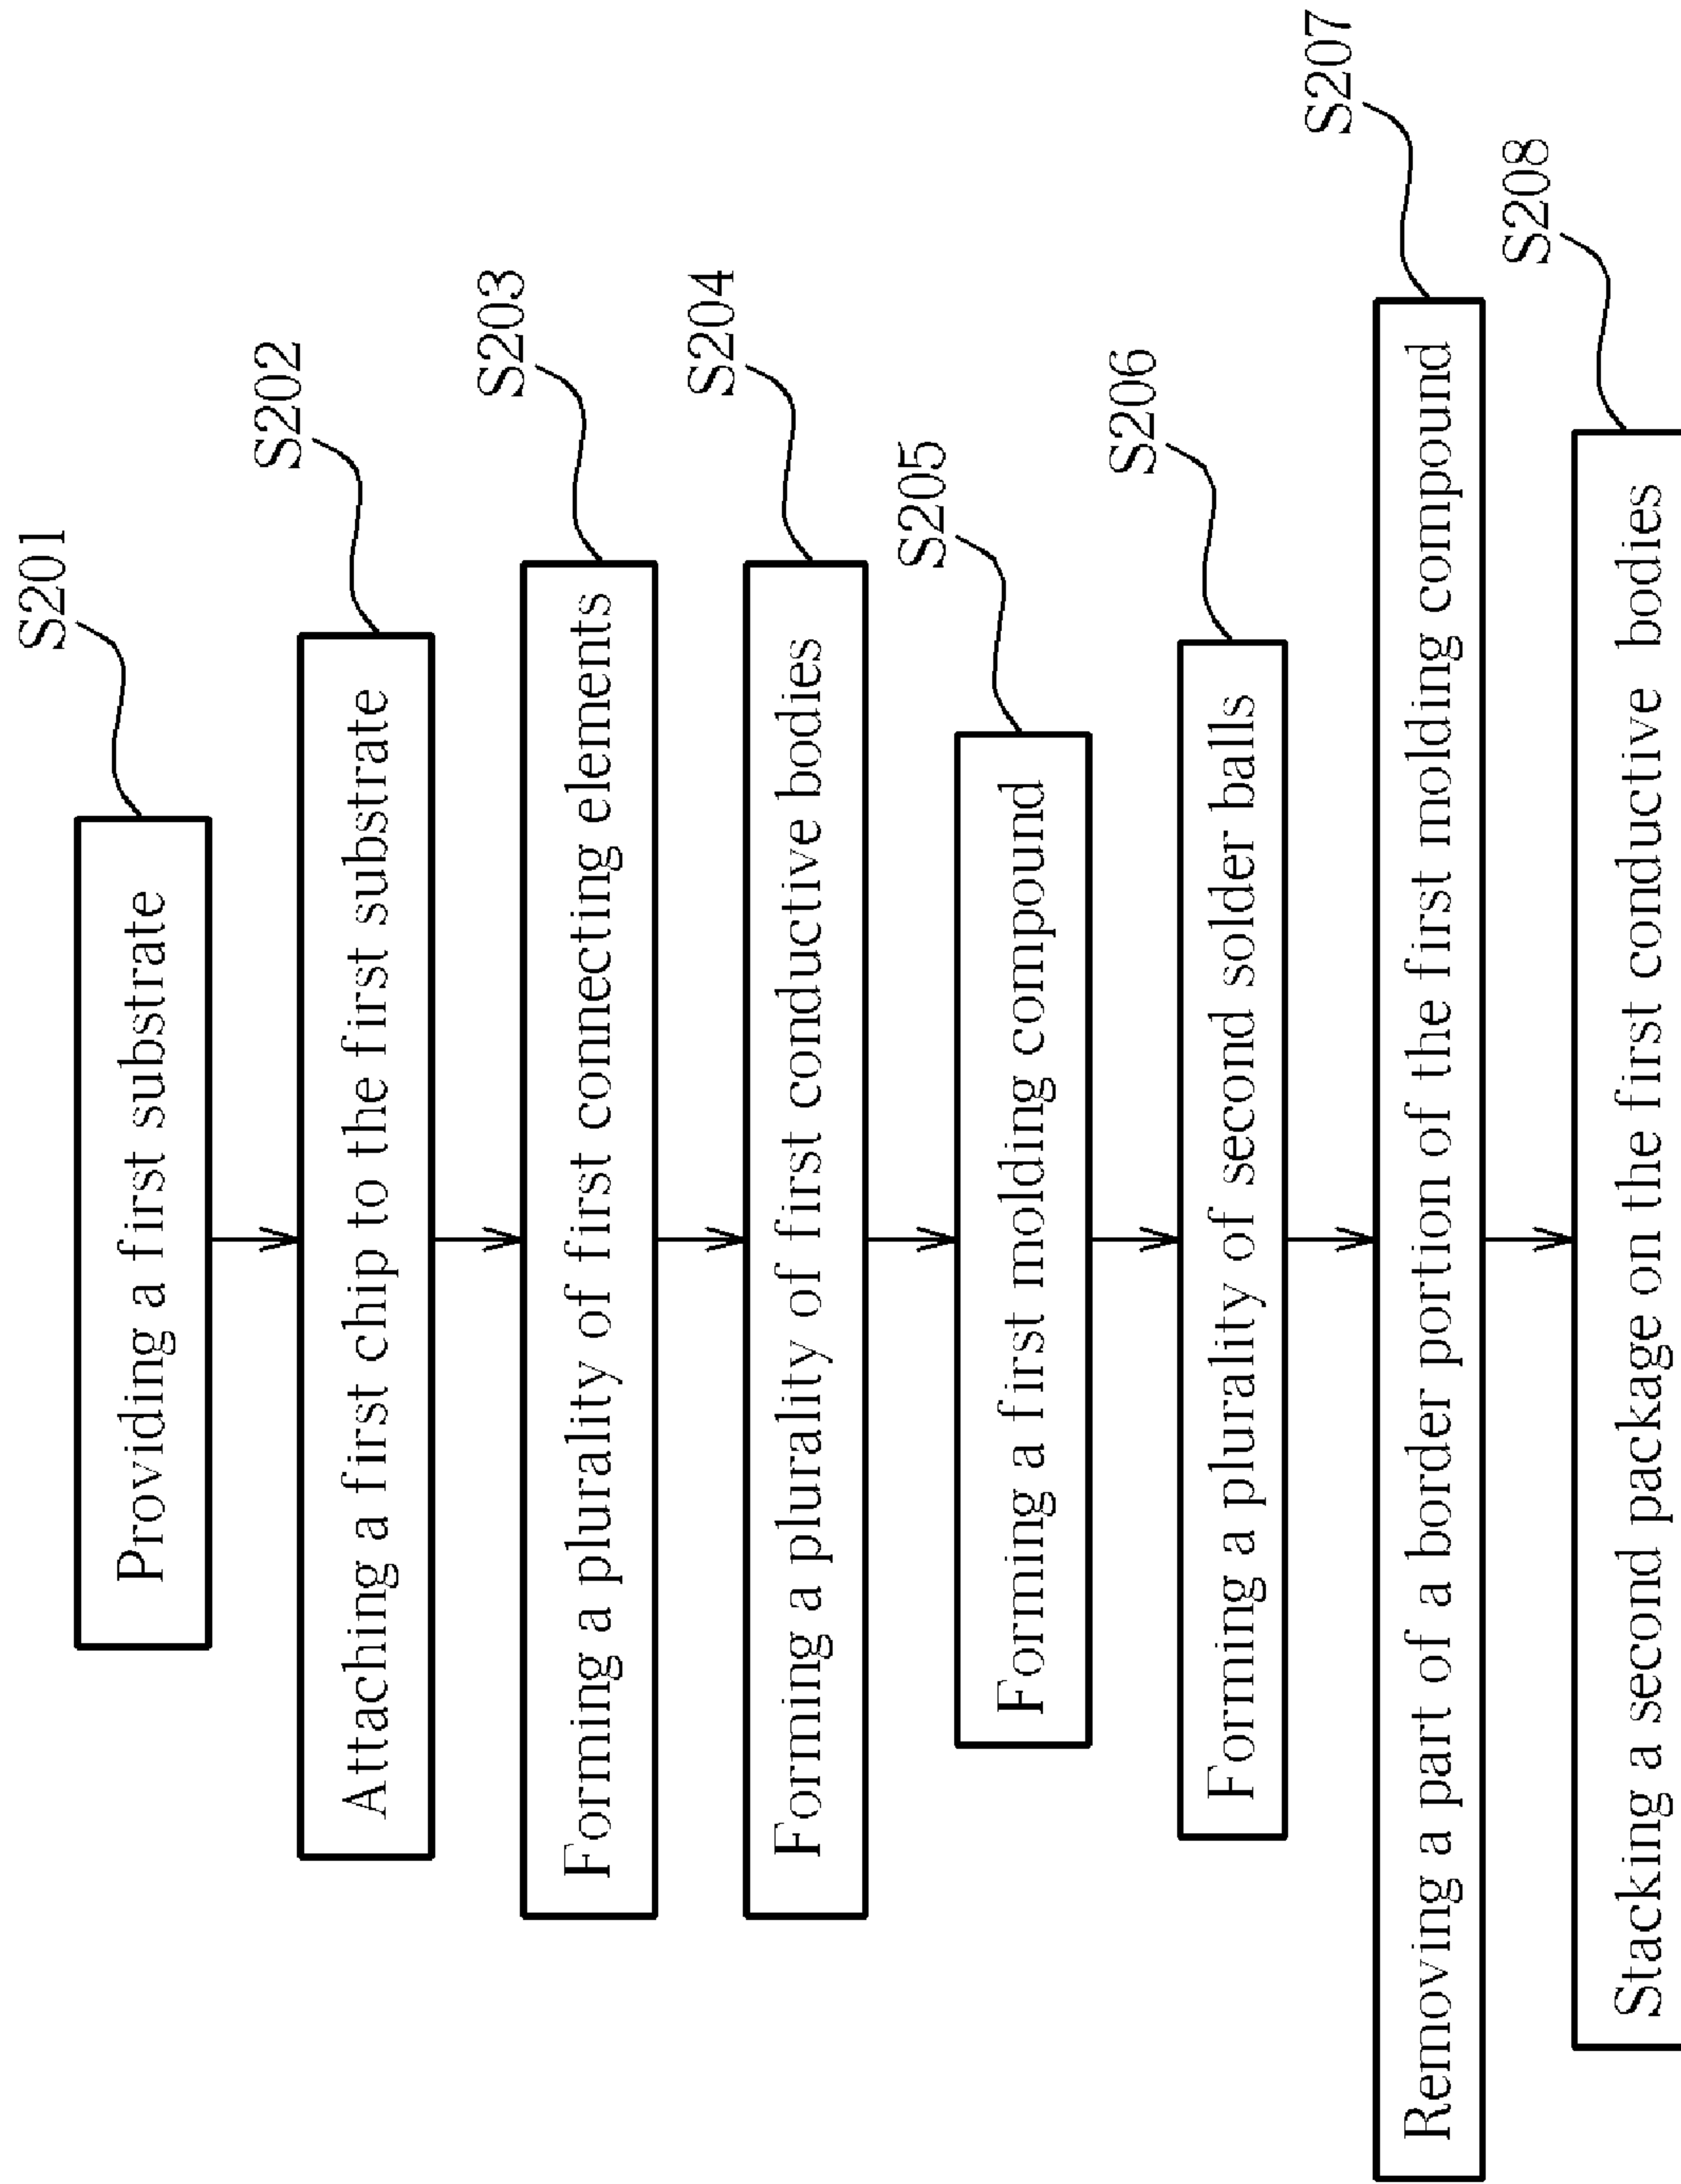 S201
Providing a first substrate
S202
Attaching a first chip to the first substrate
S203
Forming a plurality of first connecting elements
S204
Forming a plurality of first conductive bodies
S205
Forming a first molding compound
S206
Forming a plurality of second solder balls
S207
Removing a part of a border portion of the first molding compound
S208
Stacking a second package on the first conductive bodies